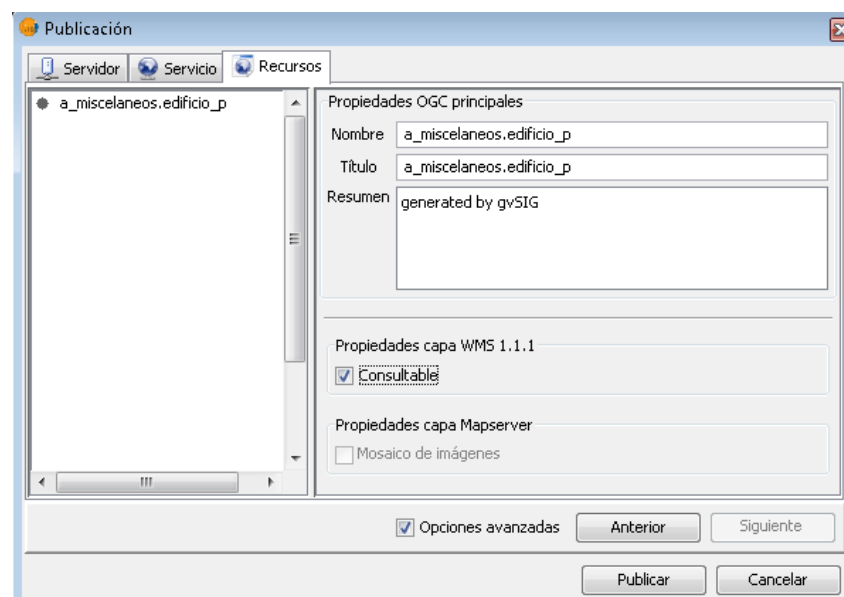 Publicación
Servidor
Servicio
Recursos
a_miscelaneos.edificio_p
Propiedades OGC principales
Nombre a_miscelaneos.edificio_p
Título a_miscelaneos.edificio_p
Resumen generated by gvSIG
Propiedades capa WMS 1.1.1
Consultable
Propiedades capa Mapserver
Mosaico de imágenes
Opciones avanzadas
Anterior
Siguiente
Publicar
Cancelar